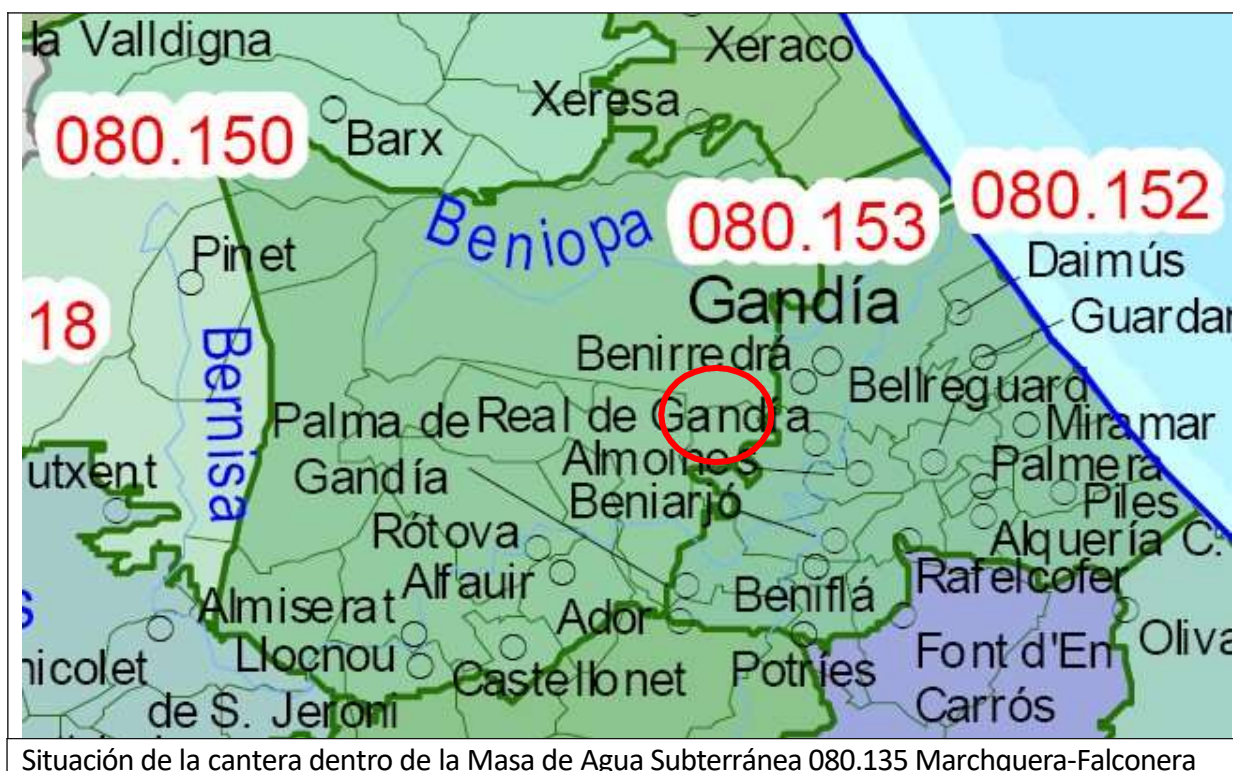 la Valldigna
Xeraco
Xeresa
080.150
Barx
Beniopa
080.153
080.152
Pinet
Daimús
Gandía
18
Guardar
Benirredrá
Bernisa
Bellreguard
Palma de
Gandía
Real de Gandía
Miramar
Almoines
Palmera
utxent
Beniarjó
Piles
Rótova
Alquería C.
Alfauir
Rafelcofer
Almiserat
Ador
Beniflá
Oliva
Llocnou
de S. Jeroni
nicolet
Castellonet
Potríes
Font d'En
Carrós
s
Situación de la cantera dentro de la Masa de Agua Subterránea 080.135 Marchquera-Falconera